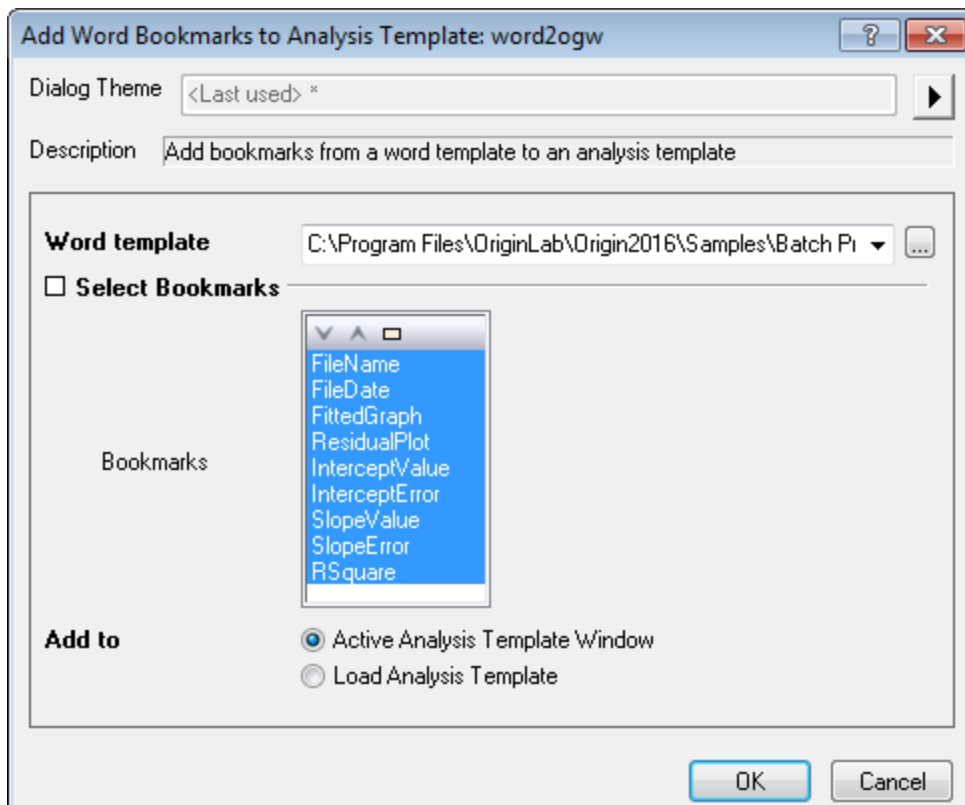 Add Word Bookmarks to Analysis Template: word2ogw
Dialog Theme <Last used> *
Description Add bookmarks from a word template to an analysis template
Word template C:\Program Files\OriginLab\Origin2016\Samples\Batch Pr
Select Bookmarks
FileName
FileDate
FittedGraph
ResidualPlot
Bookmarks InterceptValue
InterceptError
SlopeValue
SlopeError
RSquare
Add to Active Analysis Template Window
Load Analysis Template
OK Cancel